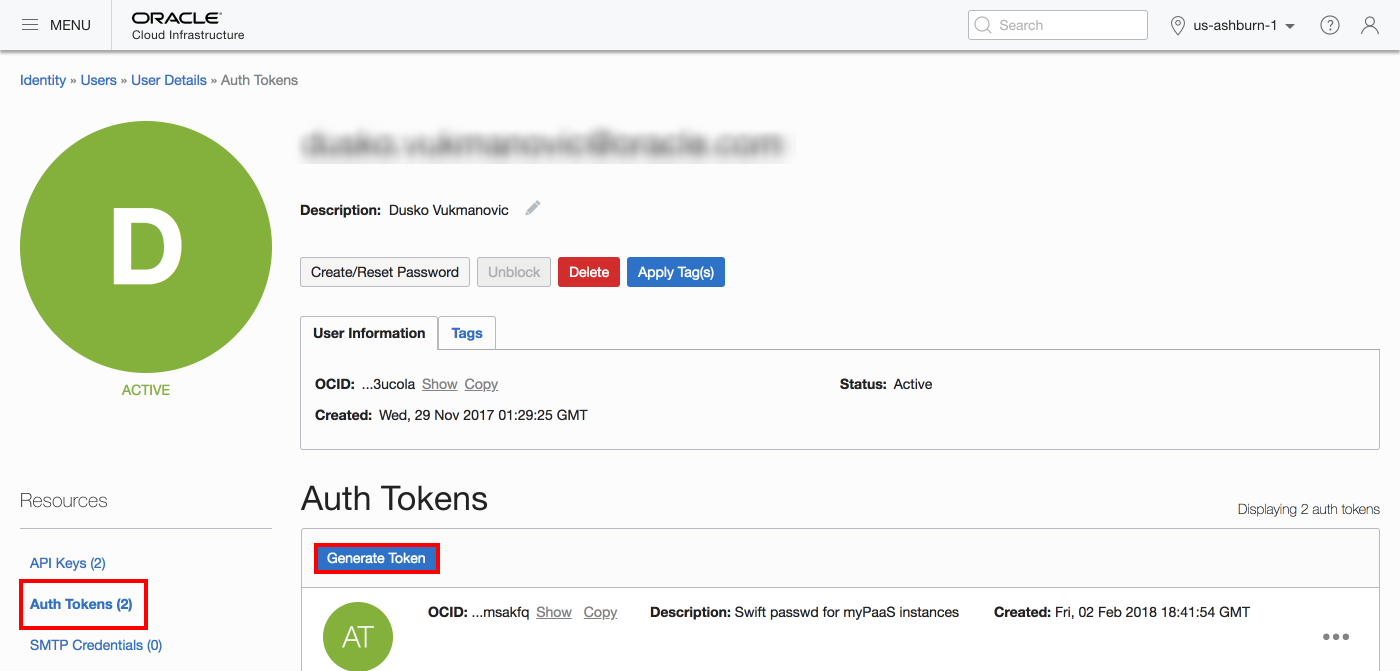 MENU
ORACLE
Cloud Infrastructure
Search
us-ashburn-1
?
Identity » Users » User Details » Auth Tokens
D
ACTIVE
Description: Dusko Vukmanovic
Create/Reset Password Unblock Delete Apply Tag(s)
User Information Tags
OCID: ...3ucola Show Copy Status: Active
Created: Wed, 29 Nov 2017 01:29:25 GMT
Resources
API Keys (2)
Auth Tokens (2)
SMTP Credentials (0)
Auth Tokens
Displaying 2 auth tokens
Generate Token
AT
OCID: ...msakfq Show Copy Description: Swift passwd for myPaaS instances Created: Fri, 02 Feb 2018 18:41:54 GMT